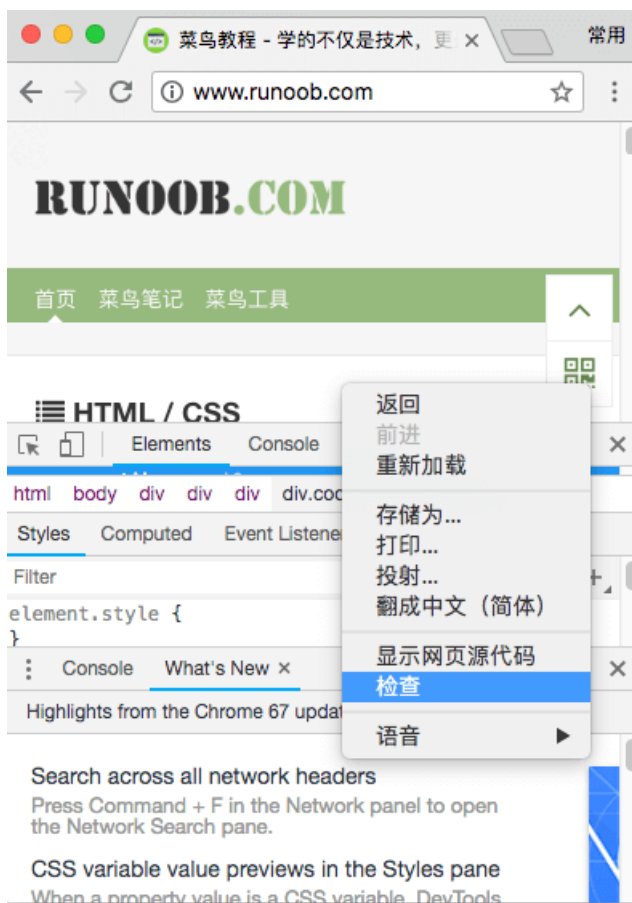 菜鸟教程 - 学的不仅是技术，更
常用
www.runoob.com
RUNOOB.COM
首页 菜鸟笔记 菜鸟工具
HTML / CSS
返回
前进
重新加载
存储为...
打印...
投射...
翻成中文（简体）
显示网页源代码
检查
语音
Elements Console
html body div div div
Styles Computed
Event
Filter
element.style {
}
Console What's New ×
Highlights from the Chrome 67
Search across all network headers
Press Command + F in the Network panel to open
the Network Search pane.
CSS variable value previews in the Styles pane
When a property value is a CSS variable, DevTools